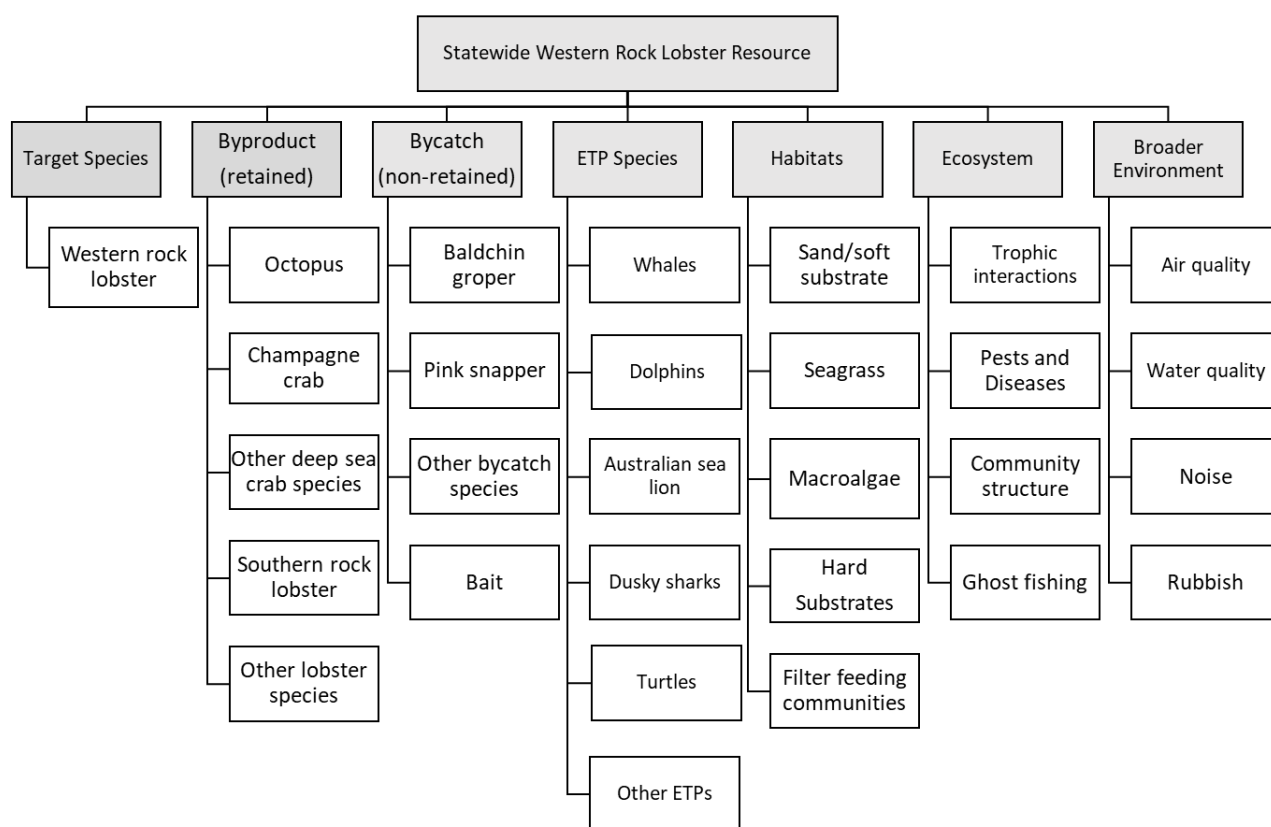 Statewide Western Rock Lobster Resource
Target Species
Byproduct
(retained)
Bycatch
(non-retained)
ETP Species
Habitats
Ecosystem
Broader
Environment
Western rock
lobster
Octopus
Champagne
crab
Other deep sea
crab species
Southern rock
lobster
Other lobster
species
Baldchin
groper
Pink snapper
Other bycatch
species
Bait
Whales
Dolphins
Australian sea
lion
Dusky sharks
Turtles
Other ETPs
Sand/soft
substrate
Seagrass
Macroalgae
Hard
Substrates
Filter feeding
communities
Trophic
interactions
Pests and
Diseases
Community
structure
Ghost fishing
Air quality
Water quality
Noise
Rubbish